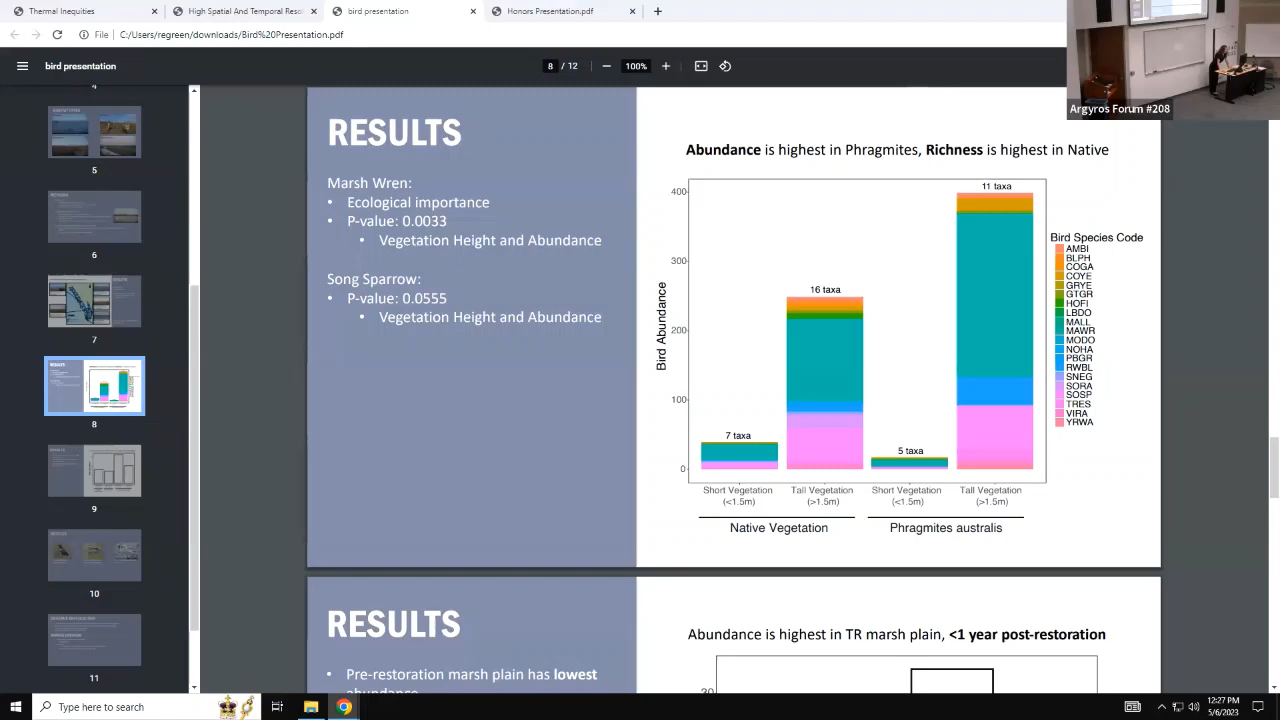 Thermal Inequities
High Spatial And Temporal Resol
bird presentation
Honors Presentation.pdf
File
C:/Users/regreen/downloads/Bird%20Presentation.pdf
bird presentation
8 / 12
100%
Argyros Forum #208
4
5
6
7
8
9
10
11
RESULTS
Marsh Wren:
• Ecological importance
• P-value: 0.0033
• Vegetation Height and Abundance
Song Sparrow:
• P-value: 0.0555
• Vegetation Height and Abundance
Abundance is highest in Phragmites, Richness is highest in Native
400
300
200
100
0
Bird Abundance
7 taxa
16 taxa
5 taxa
11 taxa
Short Vegetation
(<1.5m)
Tall Vegetation
(>1.5m)
Short Vegetation
(<1.5m)
Tall Vegetation
(>1.5m)
Native Vegetation
Phragmites australis
Bird Species Code
AMBI
BLPH
COGA
COYE
GRYE
GTGR
HOFI
LBDO
MALL
MAWR
MODO
NOHA
PBGR
RWBL
SNEG
SORA
SOSP
TRES
VIRA
YRWA
RESULTS
• Pre-restoration marsh plain has lowest
Abundance is highest in TR marsh plain, <1 year post-restoration
Type here to search
12:27 PM
5/6/2023